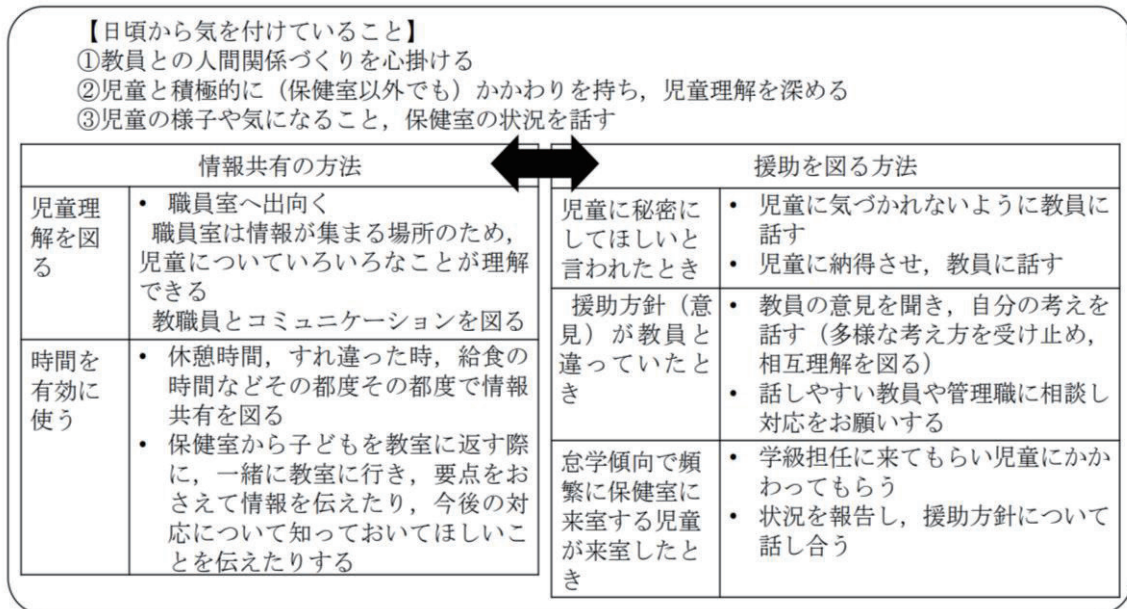 【日頃から気を付けていること】
①教員との人間関係づくりを心掛ける
②児童と積極的に（保健室以外でも）かかわりを持ち，児童理解を深める
③児童の様子や気になること，保健室の状況を話す
情報共有の方法
児童理
解を図
る
• 職員室へ出向く
職員室は情報が集まる場所のため，
児童についていろいろなことが理解
できる
教職員とコミュニケーションを図る
時間を
有効に
使う
• 休憩時間，すれ違った時，給食の
時間などその都度その都度で情報
共有を図る
• 保健室から子どもを教室に返す際
に，一緒に教室に行き，要点をお
さえて情報を伝えたり，今後の対
応について知っておいてほしいこ
とを伝えたりする
援助を図る方法
児童に秘密に
してほしいと
言われたとき
• 児童に気づかれないように教員に
話す
• 児童に納得させ，教員に話す
援助方針（意
見）が教員と
違っていたと
き
• 教員の意見を聞き，自分の考えを
話す（多様な考え方を受け止め，
相互理解を図る）
• 話しやすい教員や管理職に相談し
対応をお願いする
怠学傾向で頻
繁に保健室に
来室する児童
が来室したと
き
• 学級担任に来てもらい児童にかか
わってもらう
• 状況を報告し，援助方針について
話し合う